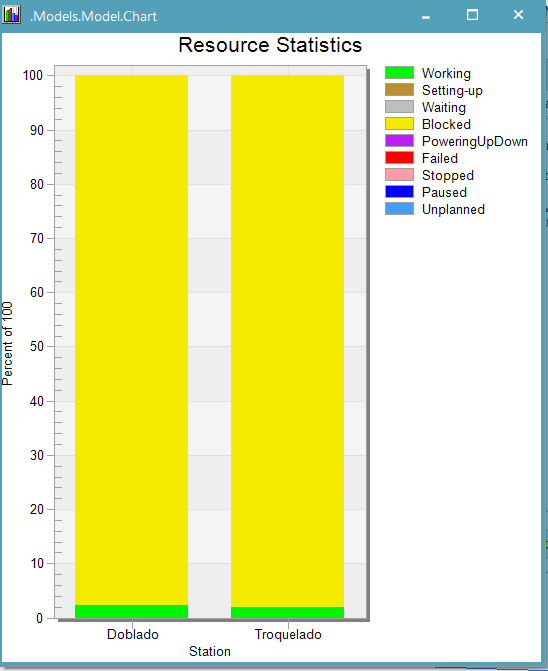 .Models.Model.Chart
Resource Statistics
100
90
80
70
60
50
40
30
20
10
0
Percent of 100
Doblado
Troquelado
Station
Working
Setting-up
Waiting
Blocked
PoweringUpDown
Failed
Stopped
Paused
Unplanned